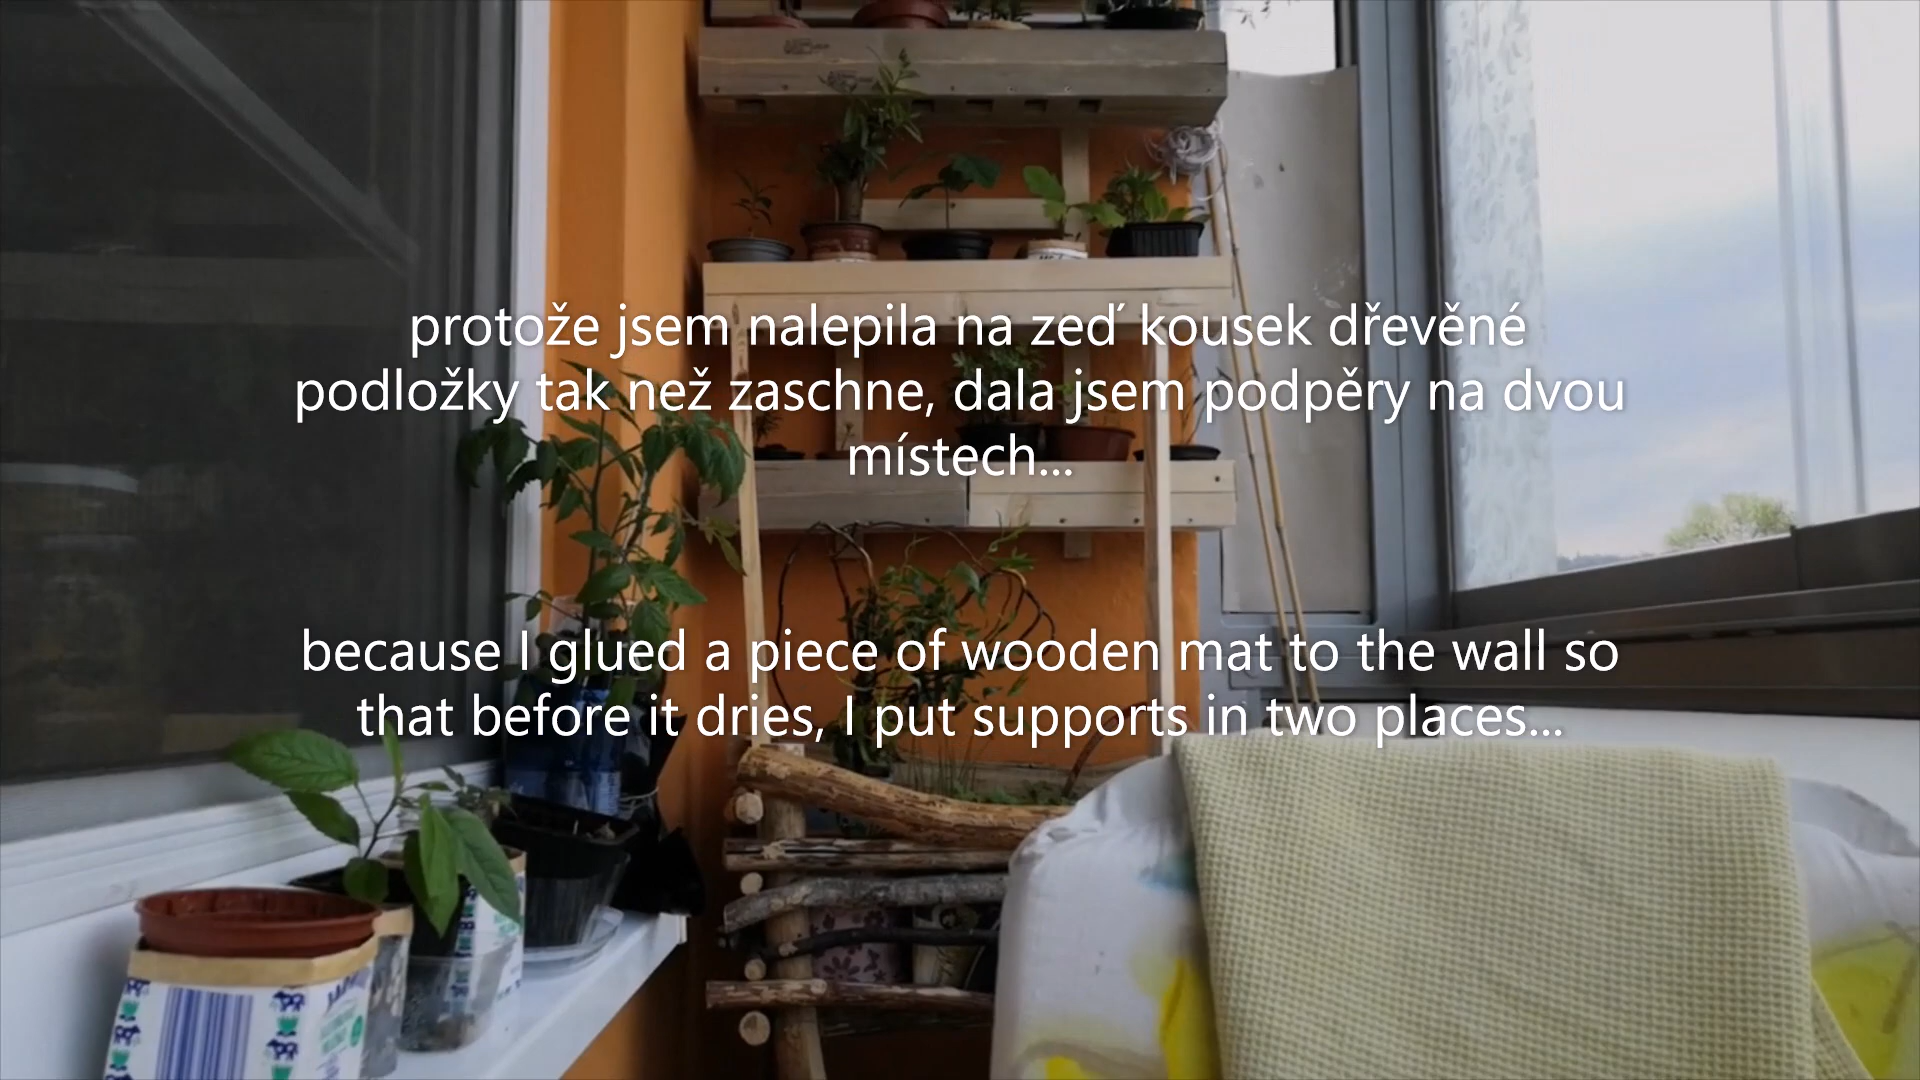 protože jsem nalepila na zeď kousek dřevěné
podložky tak než zaschne, dala jsem podpěry na dvou
místech...
because I glued a piece of wooden mat to the wall so
that before it dries, I put supports in two places...